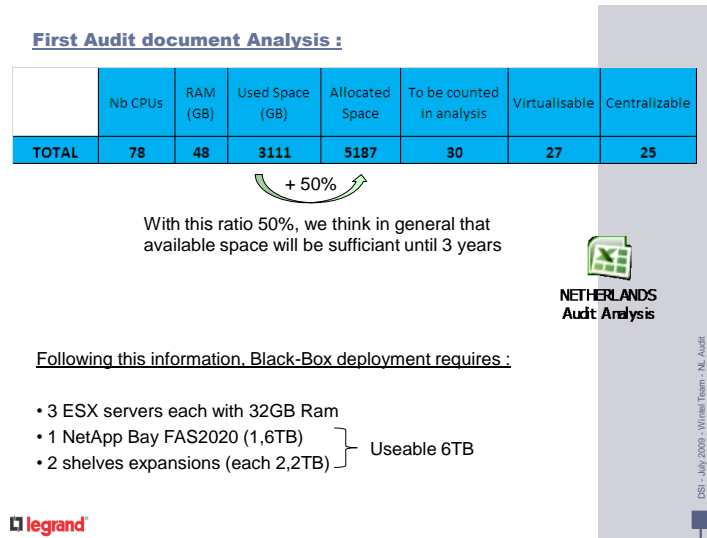 First Audit document Analysis :
Nb CPUs
RAM
(GB)
Used Space
(GB)
Allocated
Space
To be counted
in analysis
Virtualisable
Centralizable
TOTAL 78 48 3111 5187 30 27 25
+ 50%
With this ratio 50%, we think in general that
available space will be sufficiant until 3 years
NETHERLANDS
Audit Analysis
Following this information, Black-Box deployment requires :
• 3 ESX servers each with 32GB Ram
• 1 NetApp Bay FAS2020 (1,6TB)
• 2 shelves expansions (each 2,2TB)
Useable 6TB
DSI - July 2009 - Wintel Team - NL Audit
legrand